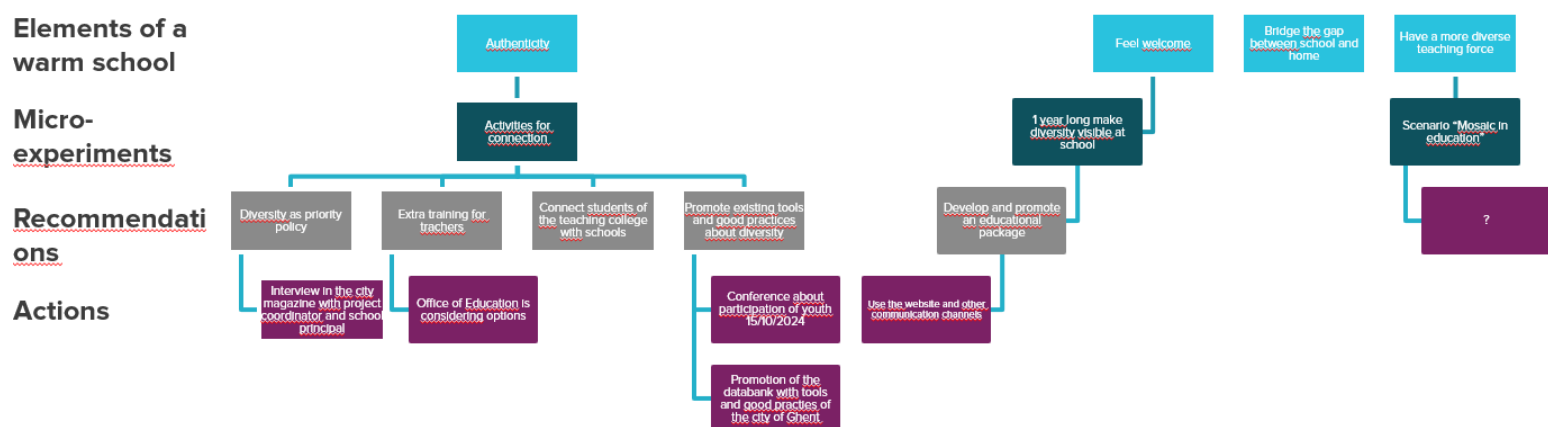 Elements of a
warm school
Authenticity
Feel welcome
Bridge the gap
between school and
home
Have a more diverse
teaching force
Micro-
experiments
Activities for
connection
1 year long make
diversity visible at
school
Scenario “Mosaic in
education”
Recommendati
ons
Diversity as priority
policy
Extra training for
trachers
Connect students of
the teaching college
with schools
Promote existing tools
and good practices
about diversity
Develop and promote
an educational
package
?
Actions
Interview in the city
magazine with project
coordinator and school
principal
Office of Education is
considering options
Conference about
participation of youth
15/10/2024
Use the website and other
communication channels
Promotion of the
databank with tools
and good practies of
the city of Ghent